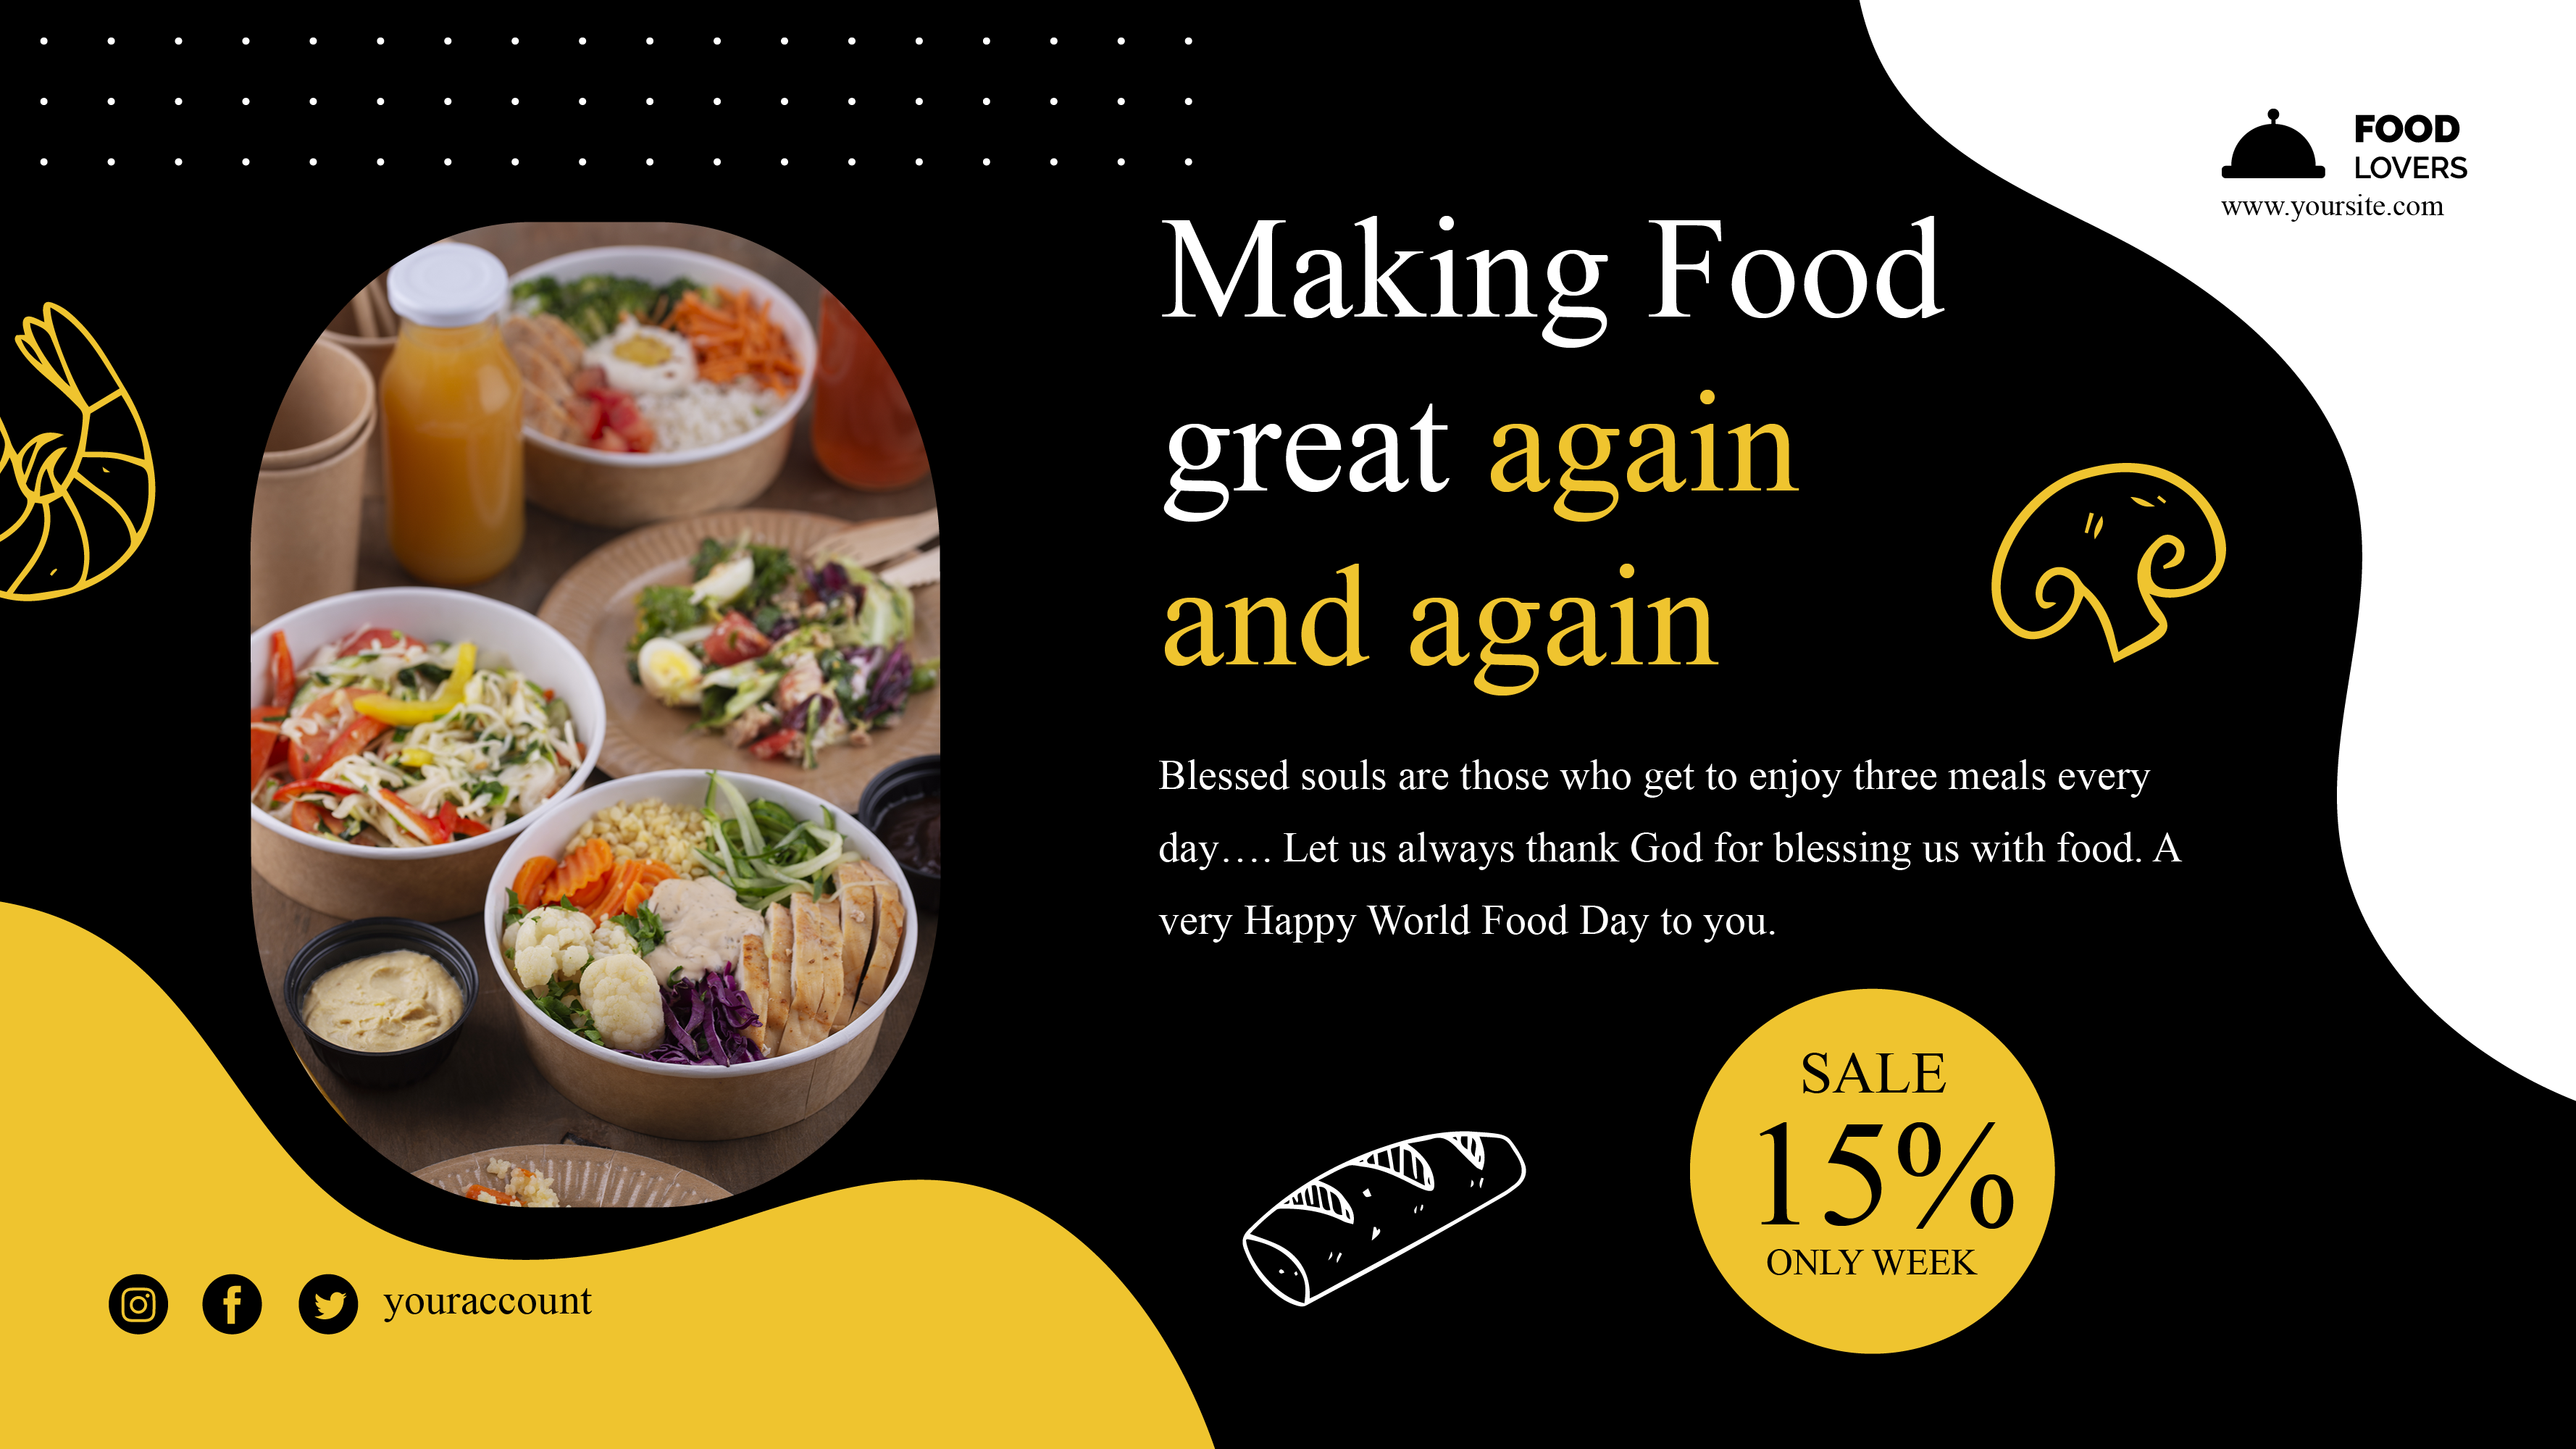 FOOD
LOVERS
www.yoursite.com
Making Food
great again
and again
Blessed souls are those who get to enjoy three meals every
day…. Let us always thank God for blessing us with food. A
very Happy World Food Day to you.
SALE
15%
ONLY WEEK
youraccount